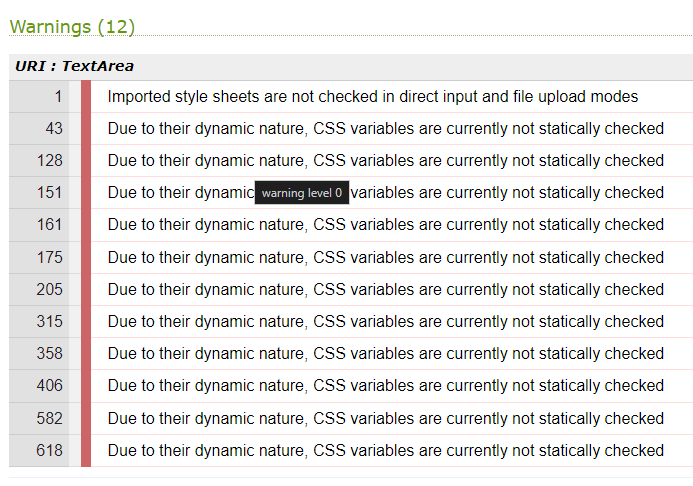 Warnings (12)
URI : TextArea
1 Imported style sheets are not checked in direct input and file upload modes
43 Due to their dynamic nature, CSS variables are currently not statically checked
128 Due to their dynamic nature, CSS variables are currently not statically checked
151 Due to their dynamic warning level 0 variables are currently not statically checked
161 Due to their dynamic nature, CSS variables are currently not statically checked
175 Due to their dynamic nature, CSS variables are currently not statically checked
205 Due to their dynamic nature, CSS variables are currently not statically checked
315 Due to their dynamic nature, CSS variables are currently not statically checked
358 Due to their dynamic nature, CSS variables are currently not statically checked
406 Due to their dynamic nature, CSS variables are currently not statically checked
582 Due to their dynamic nature, CSS variables are currently not statically checked
618 Due to their dynamic nature, CSS variables are currently not statically checked